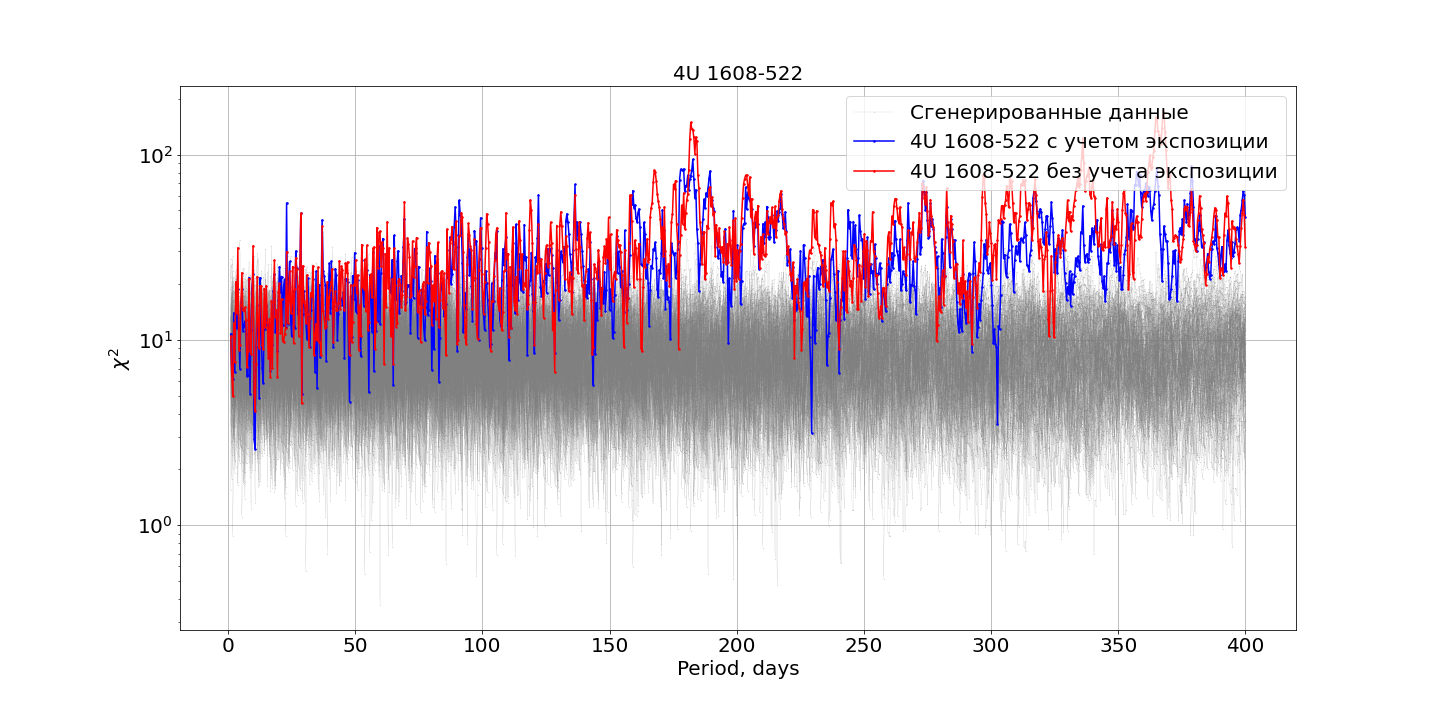 4U 1608-522
Сгенерированные данные
4U 1608-522 с учетом экспозиции
4U 1608-522 без учета экспозиции
10²
10¹
10⁰
χ²
0 50 100 150 200 250 300 350 400
Period, days